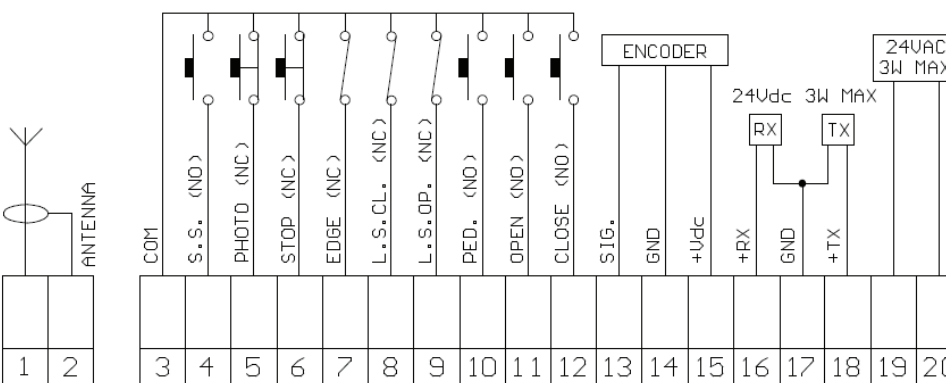 ENCODER
24VAC
3W MAX
24Vdc 3W MAX
RX
TX
ANTENNA
COM
S.S. (NO)
PHOTO (NC)
STOP (NC)
EDGE (NC)
L.S.CL. (NC)
L.S.OP. (NC)
PED. (NO)
OPEN (NO)
CLOSE (NO)
SIG.
GND
+Vdc
+RX
GND
+TX
1 2 3 4 5 6 7 8 9 10 11 12 13 14 15 16 17 18 19 20